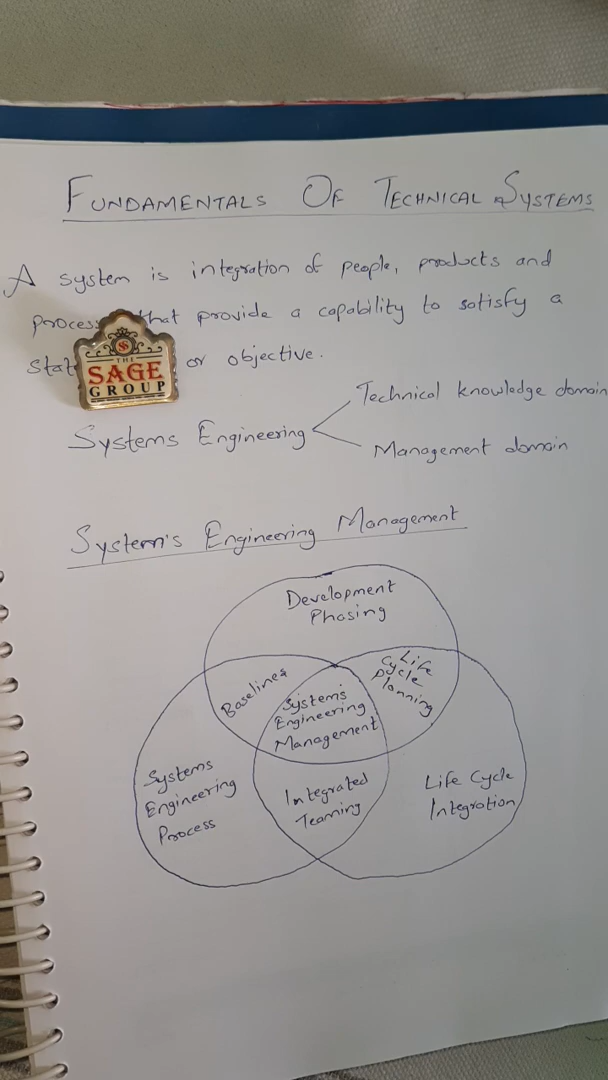 FUNDAMENTALS OF TECHNICAL SYSTEMS
A system is integration of people, products and
process that provide a capability to satisfy a
stat or objective.
THE
SAGE
GROUP
Systems Engineering
Technical knowledge domain
Management domain
System's Engineering Management
Development
Phasing
Baselines
Life
Cycle
Planning
Systems
Engineering
Management
Systems
Engineering
Process
Integrated
Teaming
Life Cycle
Integration